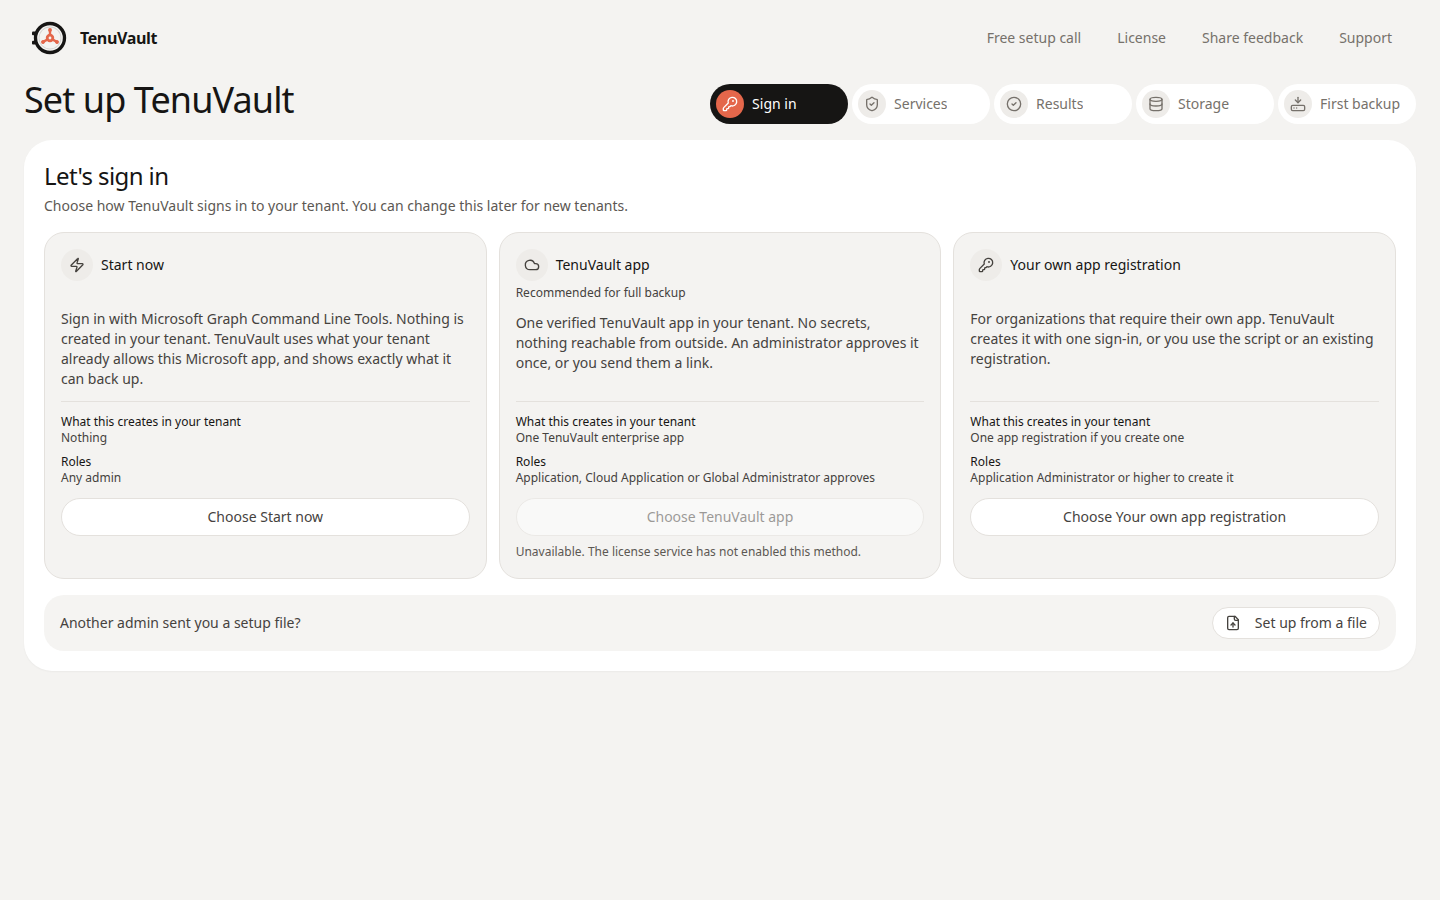 TenuVault
Free setup call
License
Share feedback
Support
Set up TenuVault
Sign in
Services
Results
Storage
First backup
Let's sign in
Choose how TenuVault signs in to your tenant. You can change this later for new tenants.
Start now
Sign in with Microsoft Graph Command Line Tools. Nothing is
created in your tenant. TenuVault uses what your tenant
already allows this Microsoft app, and shows exactly what it
can back up.
What this creates in your tenant
Nothing
Roles
Any admin
Choose Start now
TenuVault app
Recommended for full backup
One verified TenuVault app in your tenant. No secrets,
nothing reachable from outside. An administrator approves it
once, or you send them a link.
What this creates in your tenant
One TenuVault enterprise app
Roles
Application, Cloud Application or Global Administrator approves
Choose TenuVault app
Unavailable. The license service has not enabled this method.
Your own app registration
For organizations that require their own app. TenuVault
creates it with one sign-in, or you use the script or an existing
registration.
What this creates in your tenant
One app registration if you create one
Roles
Application Administrator or higher to create it
Choose Your own app registration
Another admin sent you a setup file?
Set up from a file